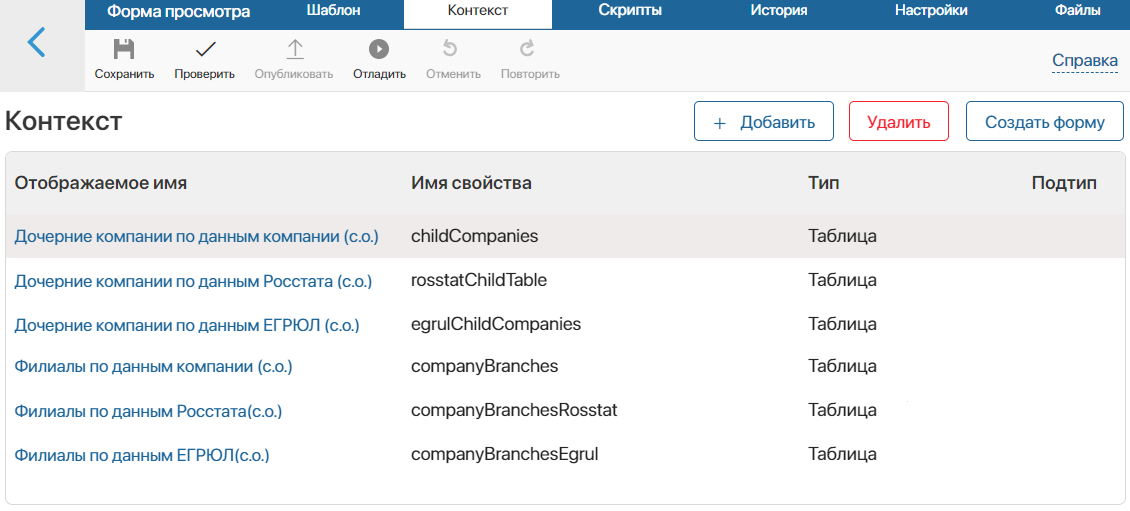 Форма просмотра Шаблон Контекст Скрипты История Настройки Файлы
Сохранить Проверить Опубликовать Отладить Отменить Повторить Справка
Контекст + Добавить Удалить Создать форму
Отображаемое имя Имя свойства Тип Подтип
Дочерние компании по данным компании (с.о.) childCompanies Таблица
Дочерние компании по данным Росстата (с.о.) rosstatChildTable Таблица
Дочерние компании по данным ЕГРЮЛ (с.о.) egrulChildCompanies Таблица
Филиалы по данным компании (с.о.) companyBranches Таблица
Филиалы по данным Росстата(с.о.) companyBranchesRosstat Таблица
Филиалы по данным ЕГРЮЛ(с.о.) companyBranchesEgrul Таблица